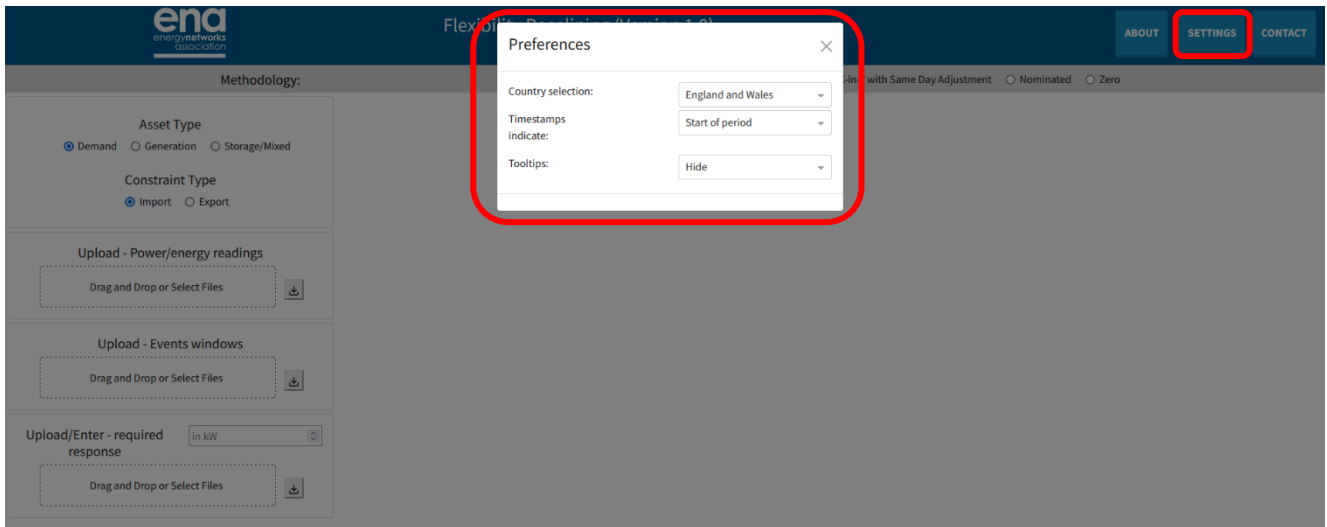 ena
energynetworks
association
Preferences
ABOUT
SETTINGS
CONTACT
Methodology:
with Same Day Adjustment
Nominated
Zero
Country selection:
England and Wales
Timestamps
indicate:
Start of period
Tooltips:
Hide
Asset Type
Demand
Generation
Storage/Mixed
Constraint Type
Import
Export
Upload - Power/energy readings
Drag and Drop or Select Files
Upload - Events windows
Drag and Drop or Select Files
Upload/Enter - required
response
in kW
Drag and Drop or Select Files